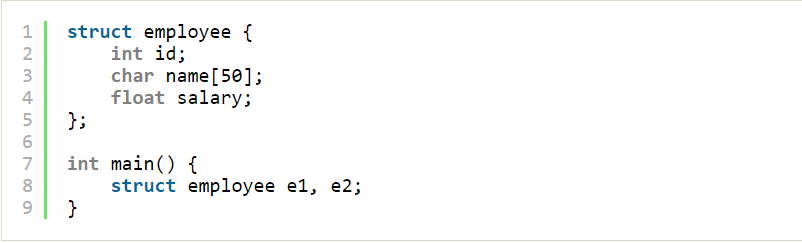 1 struct employee {
2     int id;
3     char name[50];
4     float salary;
5 };
6
7 int main() {
8     struct employee e1, e2;
9 }